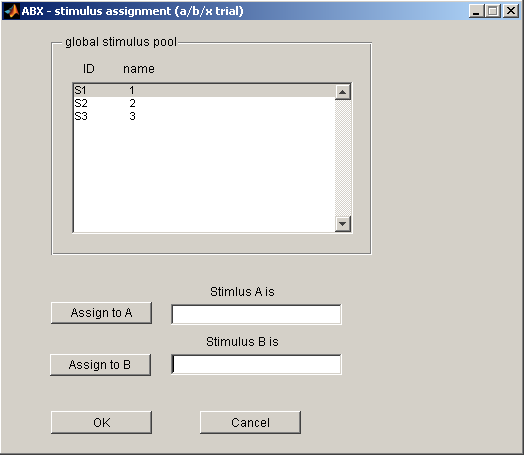 ABX - stimulus assignment (a/b/x trial)
global stimulus pool
ID name
S1 1
S2 2
S3 3
Stimlus A is
Assign to A
Stimulus B is
Assign to B
OK Cancel